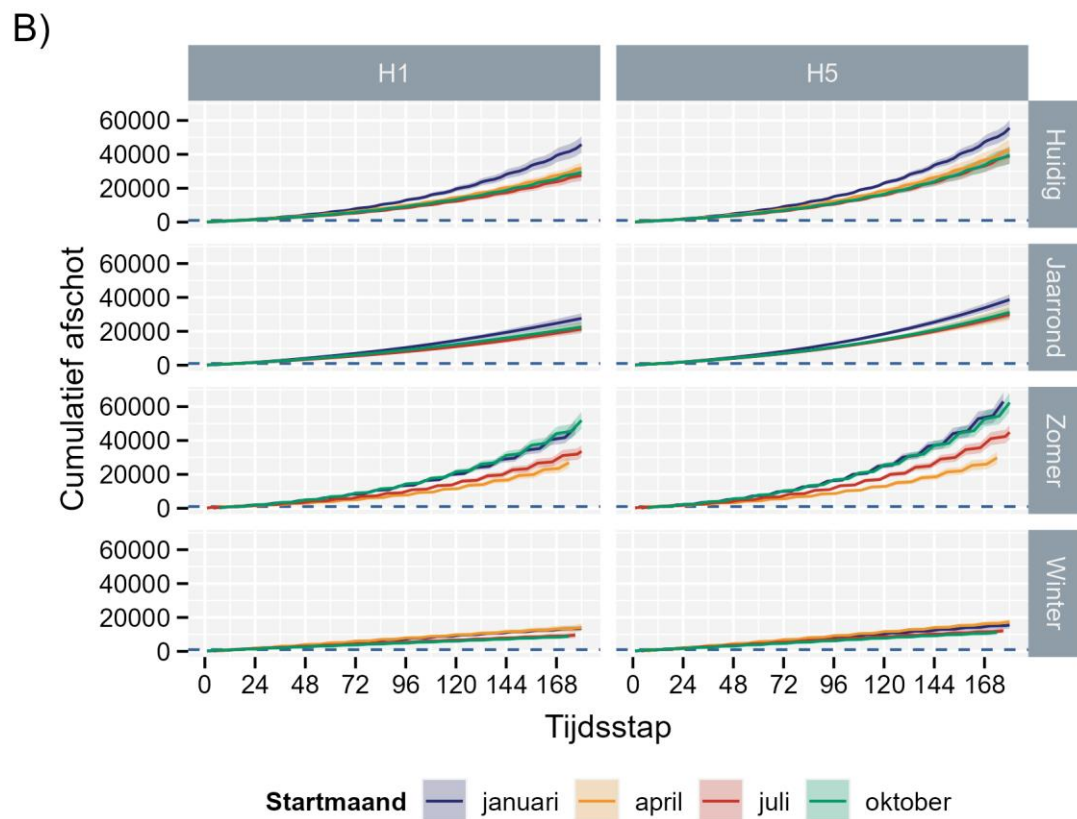 B)
H1
H5
60000
40000
20000
0
Huidig
60000
40000
20000
0
Jaarrond
60000
40000
20000
0
Zomer
60000
40000
20000
0
Winter
Cumulatief afschot
0 24 48 72 96 120 144 168
0 24 48 72 96 120 144 168
Tijdsstap
Startmaand januari april juli oktober